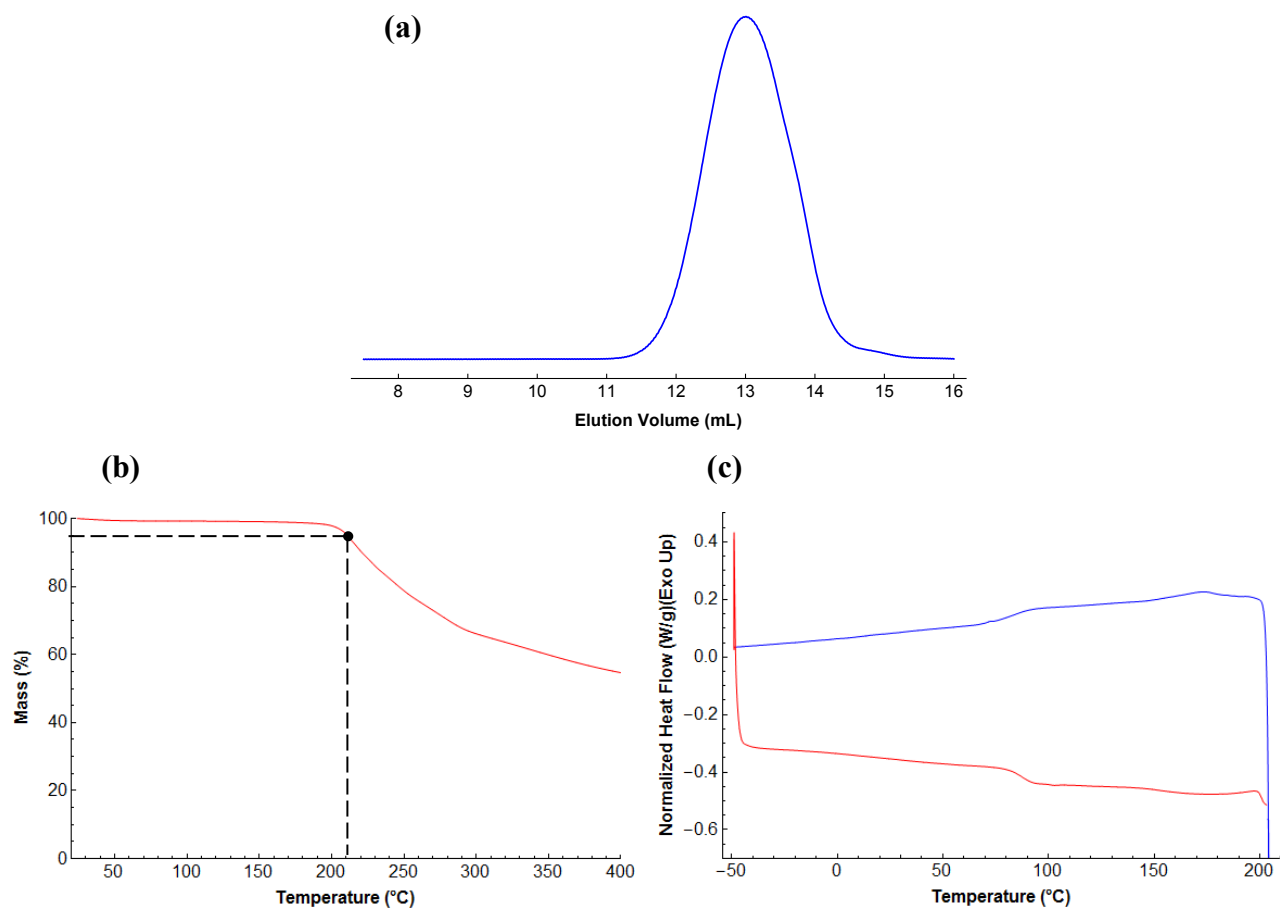 (a)
8 9 10 11 12 13 14 15 16
Elution Volume (mL)
(b)
100
80
60
40
20
0
Mass (%)
50 100 150 200 250 300 350 400
Temperature (°C)
(c)
0.4
0.2
0.0
−0.2
−0.4
−0.6
Normalized Heat Flow (W/g)(Exo Up)
−50 0 50 100 150 200
Temperature (°C)